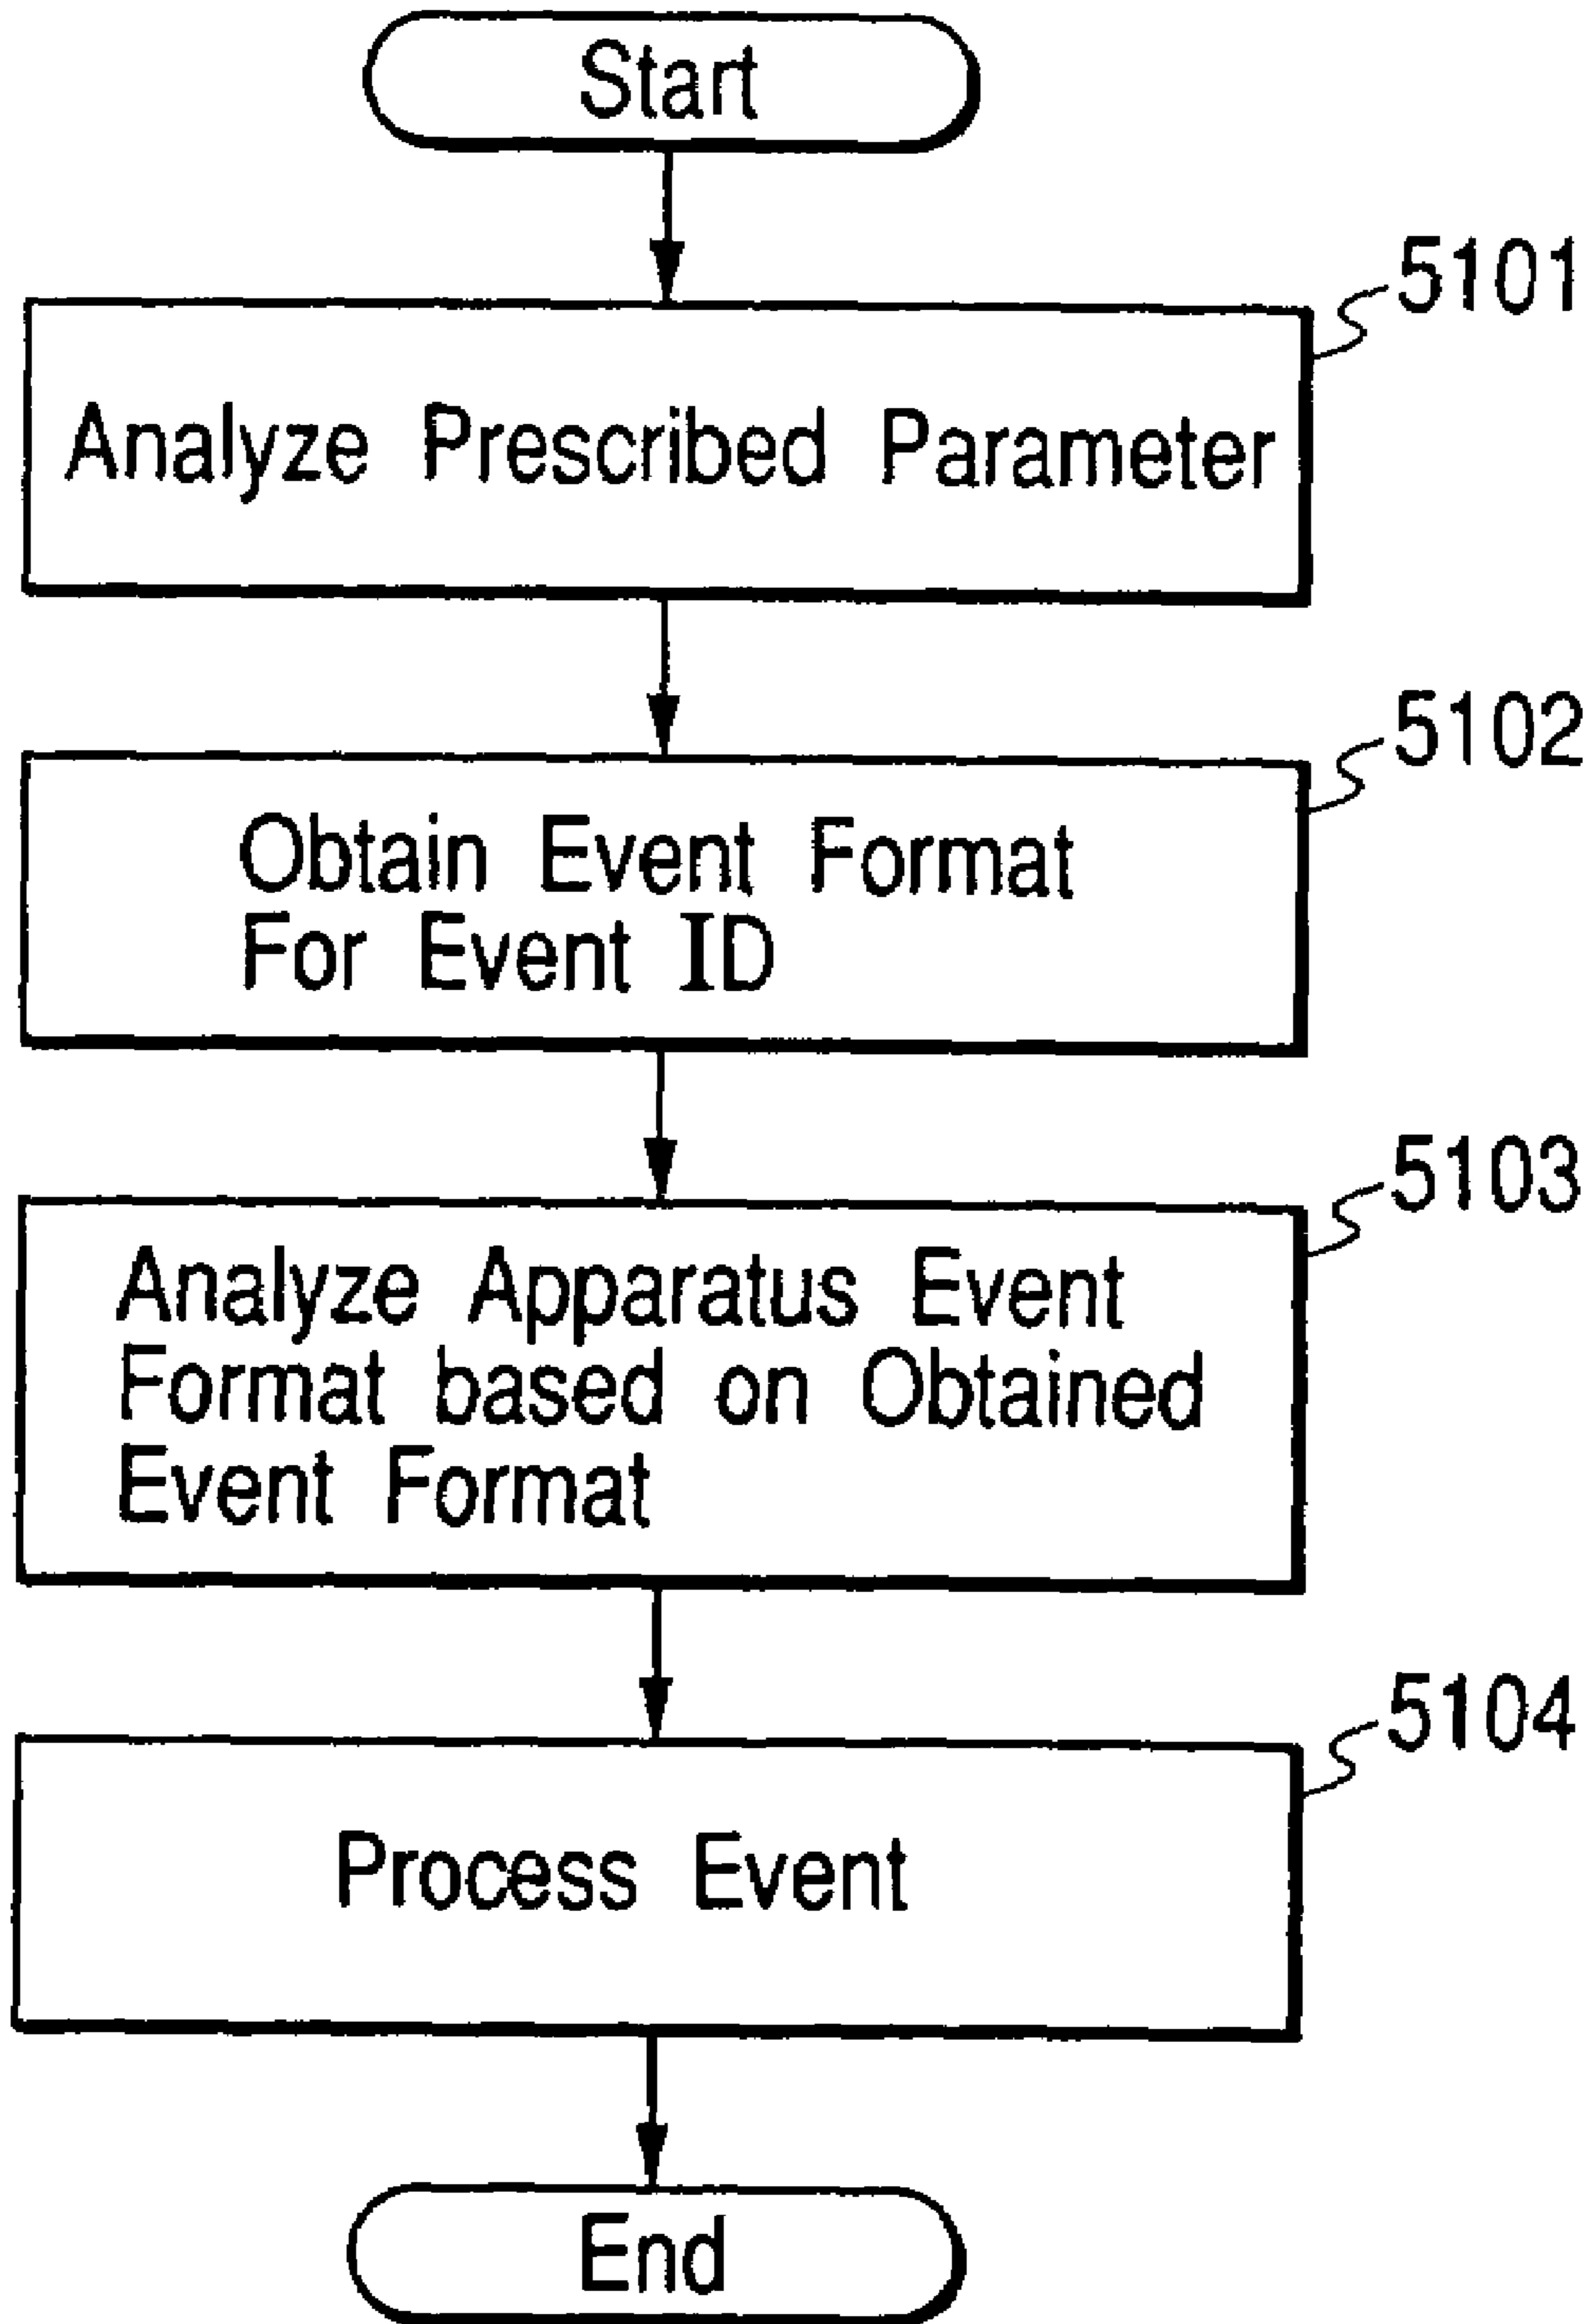 Start
5101
Analyze Prescribed Parameter
5102
Obtain Event Format
For Event ID
5103
Analyze Apparatus Event
Format based on Obtained
Event Format
5104
Process Event
End